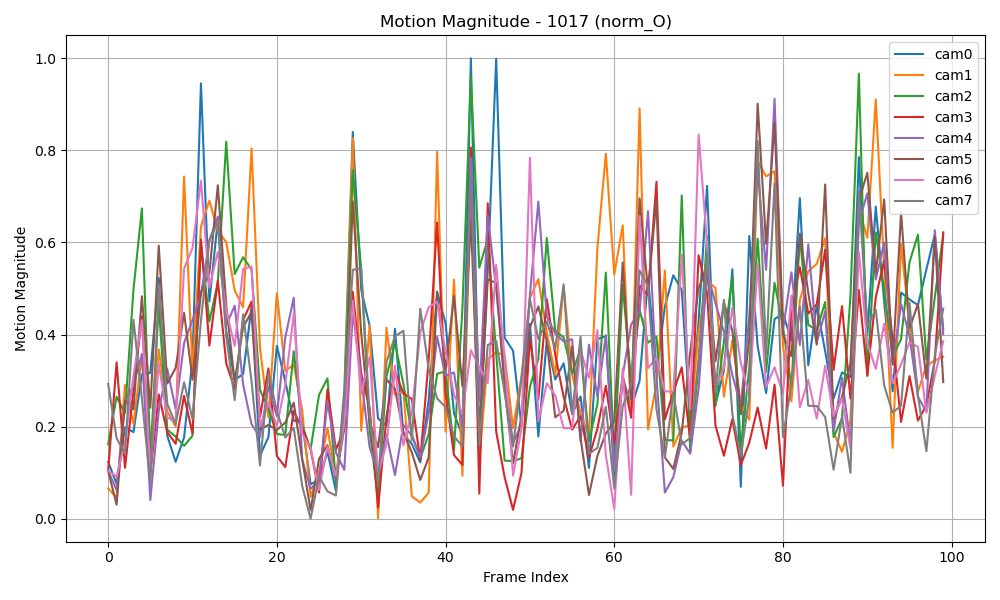 Motion Magnitude - 1017 (norm_O)
Motion Magnitude
1.0
0.8
0.6
0.4
0.2
0.0
0
20
40
60
80
100
Frame Index
cam0
cam1
cam2
cam3
cam4
cam5
cam6
cam7